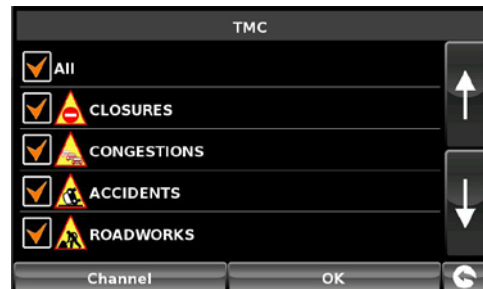 TMC
All
CLOSURES
CONGESTIONS
ACCIDENTS
ROADWORKS
Channel OK